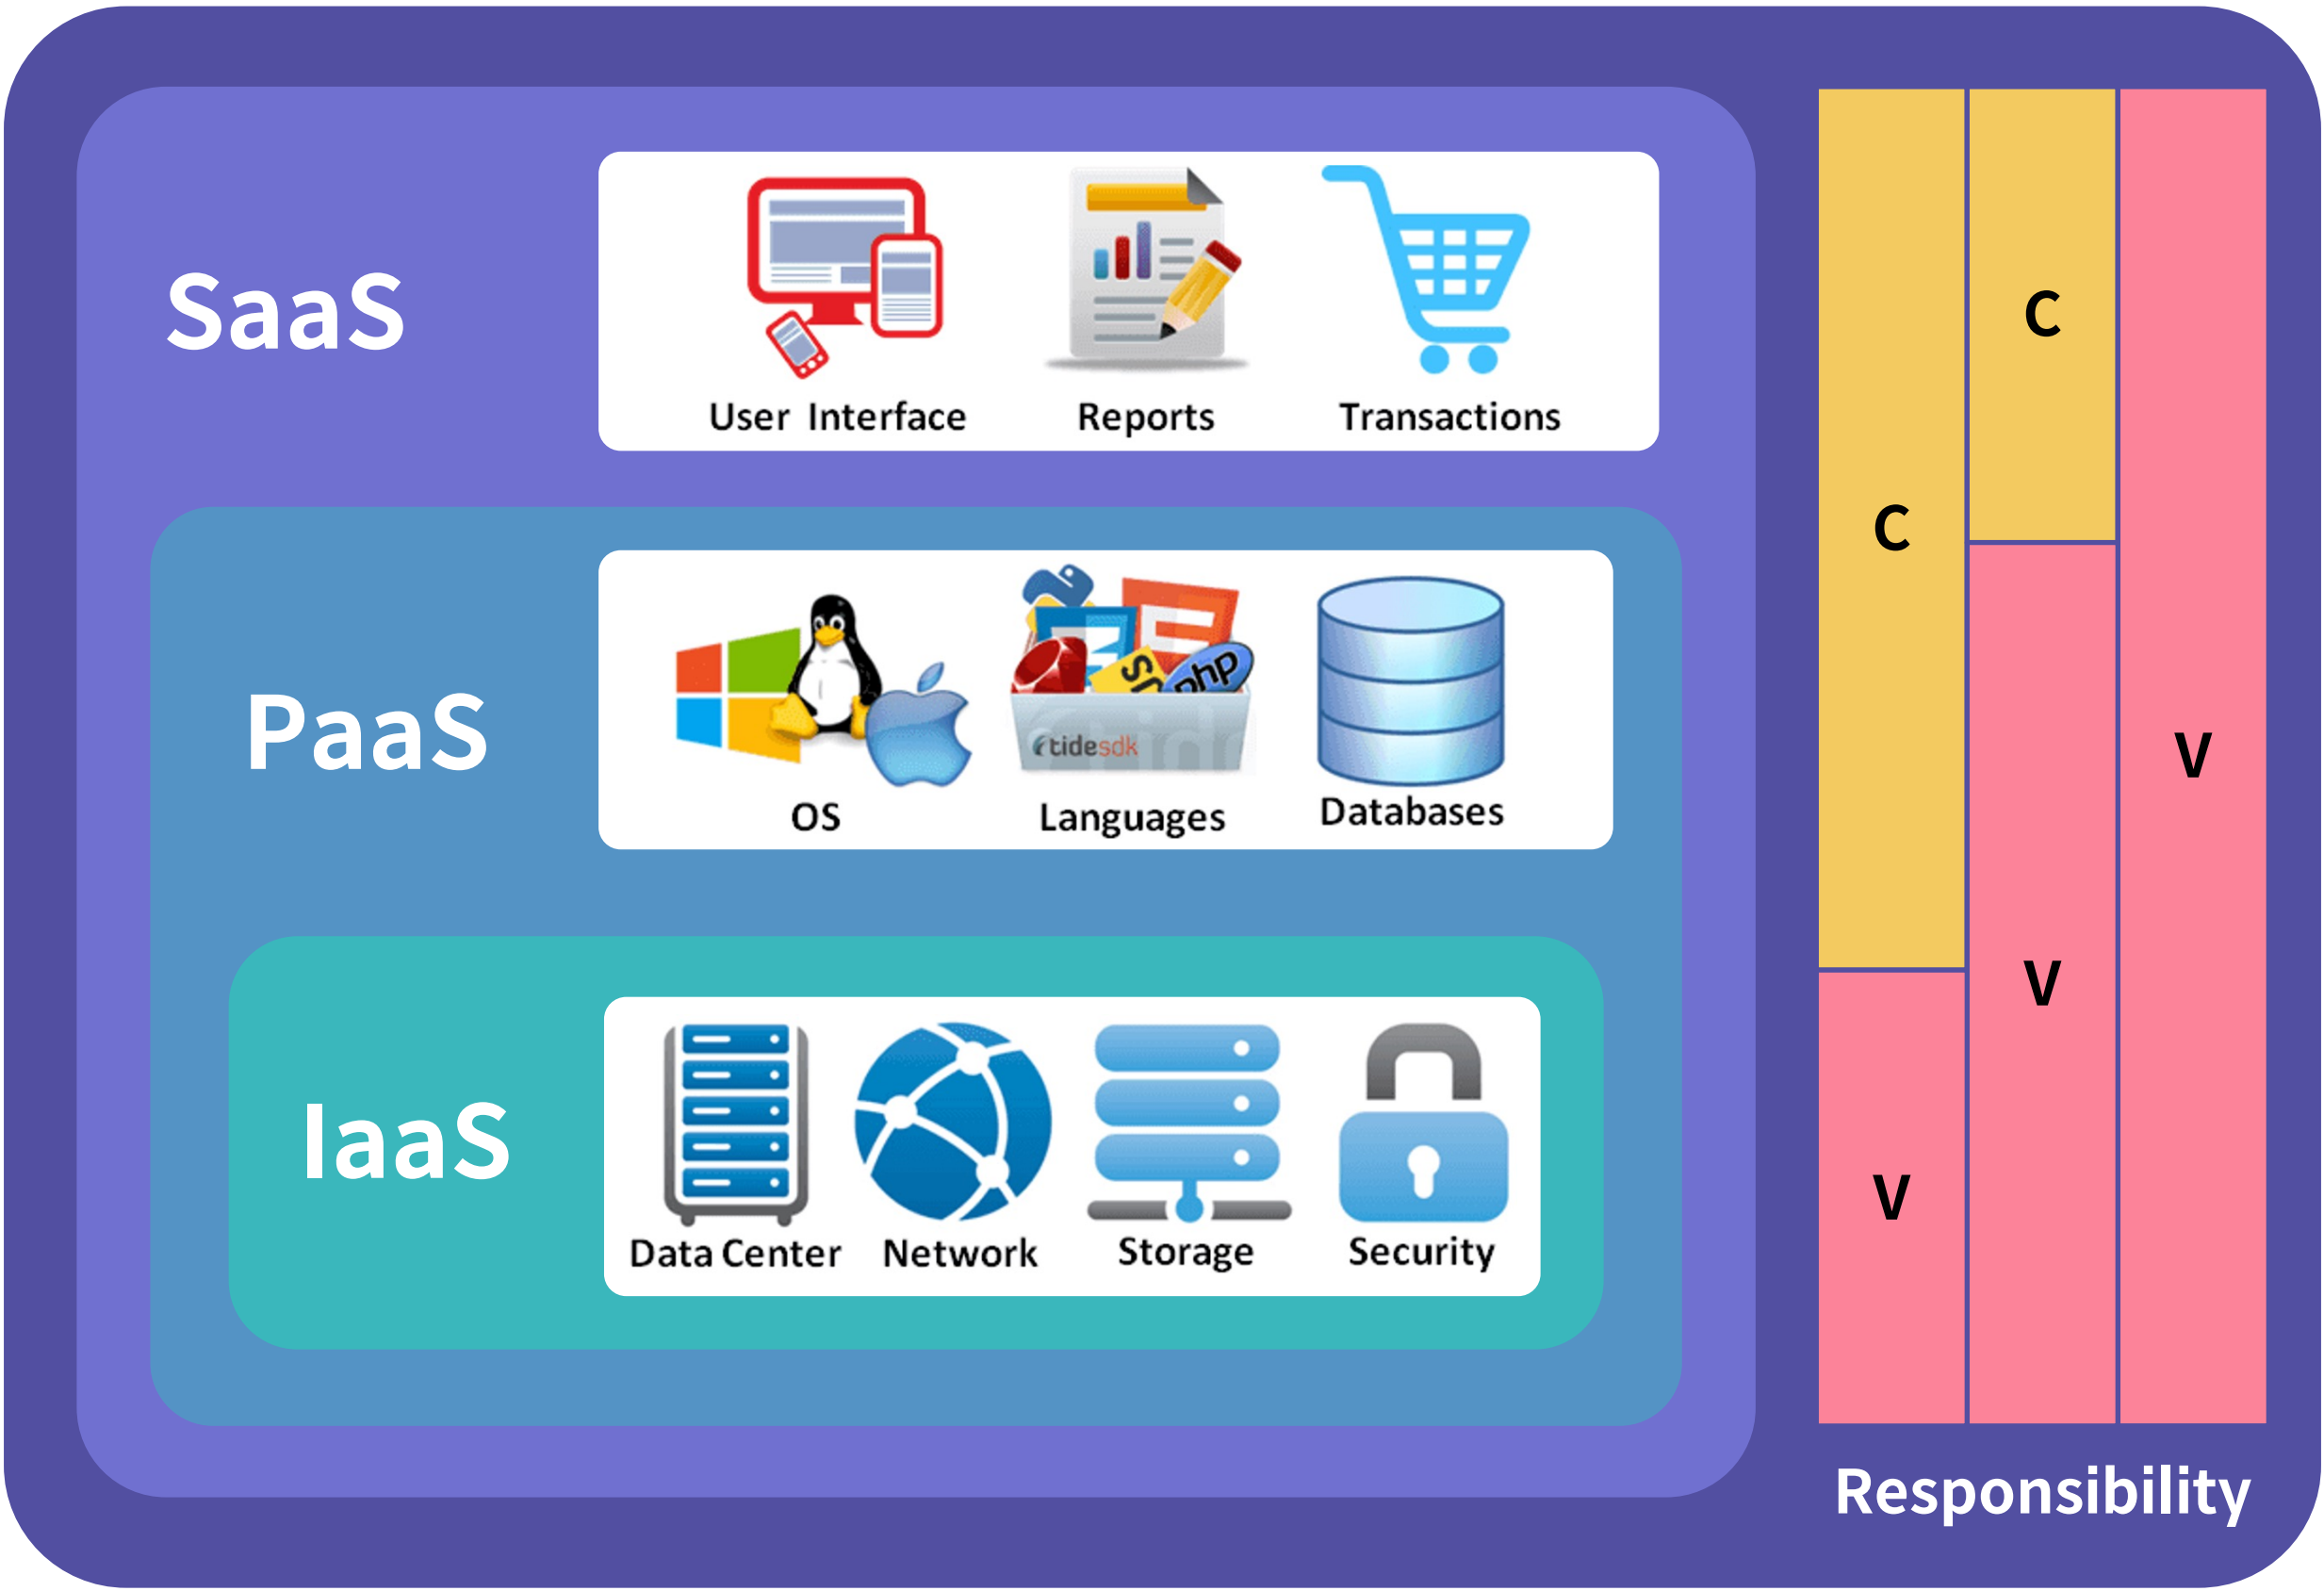 SaaS
User Interface
Reports
Transactions
PaaS
php
tidesdk
OS
Languages
Databases
IaaS
Data Center
Network
Storage
Security
C
C
V
V
V
Responsibility